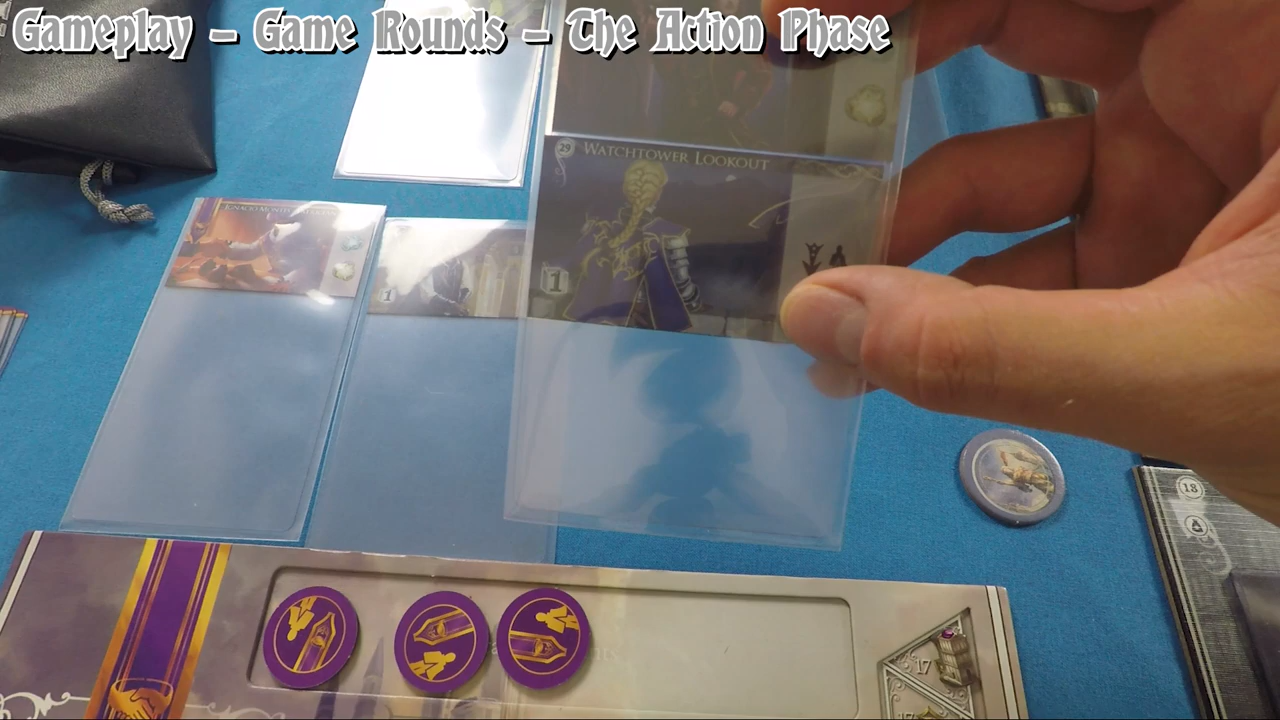 Gameplay – Game Rounds – The Action Phase
29 WATCHTOWER LOOKOUT
1
1
18
17